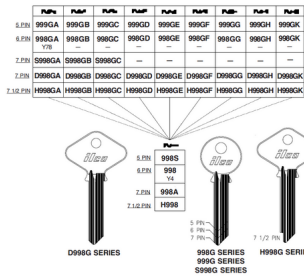 5 PIN 999GA 999GB 999GC 999GD 999GE 999GF 999GG 999GH 999GK
6 PIN 998GA 998GB 998GC 998GD 998GE 998GF 998GG 998GH 998GK
Y78 – – – – – – – –
7 PIN S998GA S998GB S998GC – – – – – –
7 PIN D998GA D998GB D998GC D998GD D998GE D998GF D998GG D998GH D998GK
7 1/2 PIN H998GA H998GB H998GC H998GD H998GE H998GF H998GG H998GH H998GK
5 PIN 998S
6 PIN 998
Y4
7 PIN 998A
7 1/2 PIN H998
ilco
ilco
ilco
5 PIN
6 PIN
7 PIN
7 1/2 PIN
D998G SERIES
998G SERIES
999G SERIES
S998G SERIES
H998G SERI